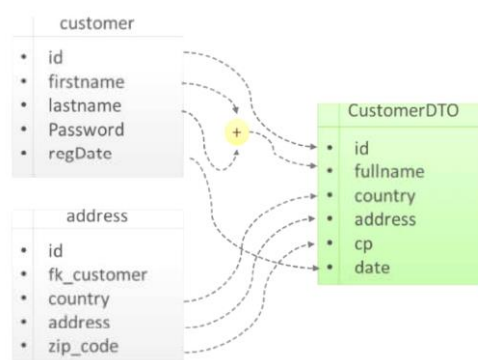 customer
• id
• firstname
• lastname
• Password
• regDate
+
CustomerDTO
• id
• fullname
• country
• address
• cp
• date
address
• id
• fk_customer
• country
• address
• zip_code